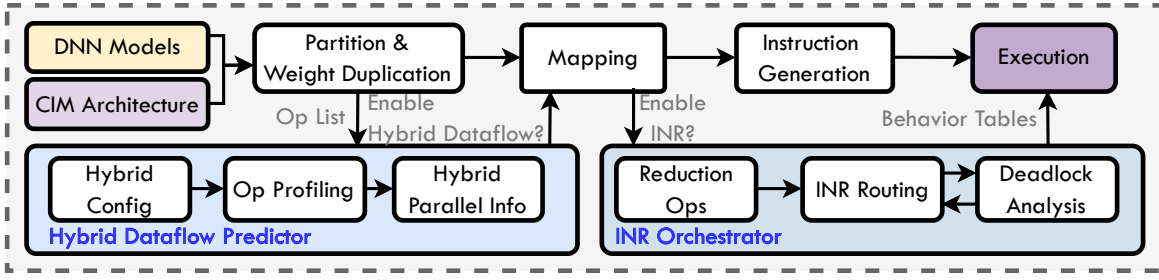 DNN Models
CIM Architecture
Partition &
Weight Duplication
Mapping
Instruction
Generation
Execution
Op List
Enable
Hybrid Dataflow?
Enable
INR?
Behavior Tables
Hybrid
Config
Op Profiling
Hybrid
Parallel Info
Hybrid Dataflow Predictor
Reduction
Ops
INR Routing
Deadlock
Analysis
INR Orchestrator